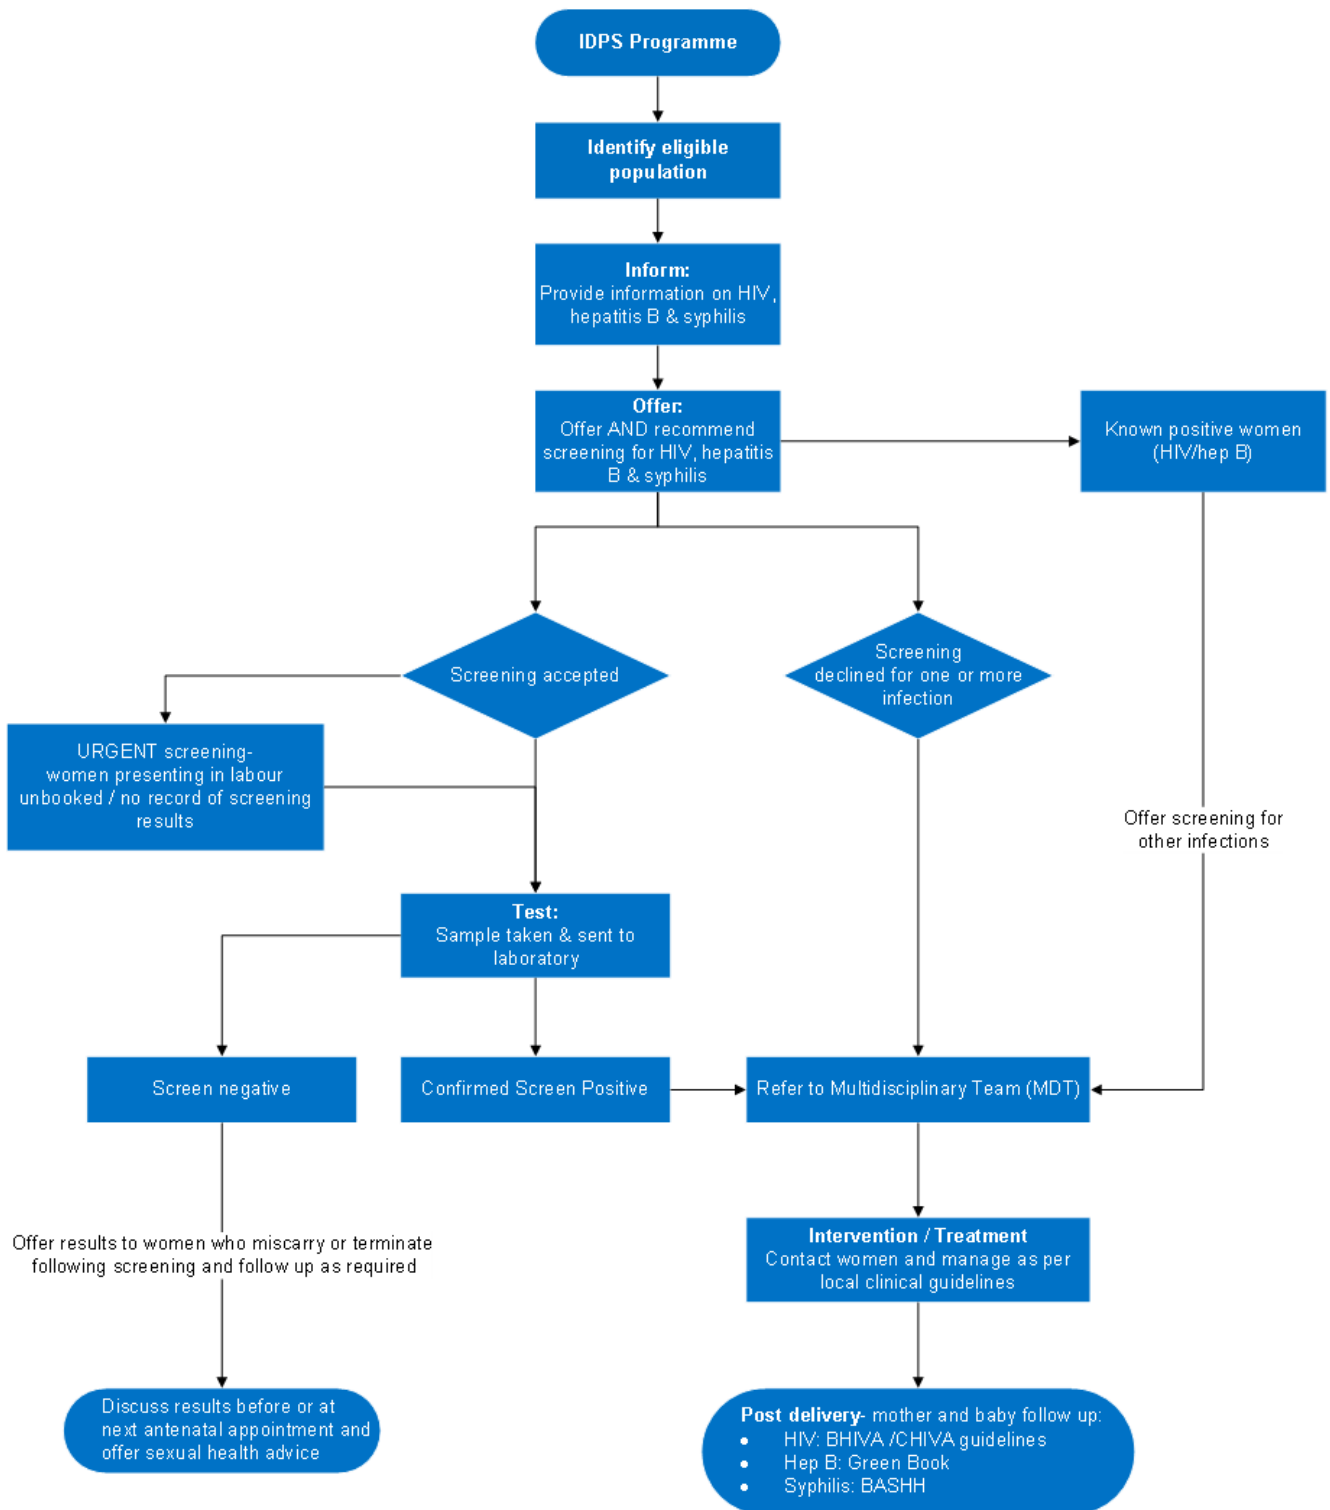 IDPS Programme
Identify eligible
population
Inform:
Provide information on HIV,
hepatitis B & syphilis
Offer:
Offer AND recommend
screening for HIV, hepatitis
B & syphilis
Known positive women
(HIV/hep B)
Screening accepted
Screening
declined for one or more
infection
URGENT screening-
women presenting in labour
unbooked / no record of screening
results
Offer screening for
other infections
Test:
Sample taken & sent to
laboratory
Screen negative
Confirmed Screen Positive
Refer to Multidisciplinary Team (MDT)
Offer results to women who miscarry or terminate
following screening and follow up as required
Intervention / Treatment
Contact women and manage as per
local clinical guidelines
Discuss results before or at
next antenatal appointment and
offer sexual health advice
Post delivery- mother and baby follow up:
• HIV: BHIVA /CHIVA guidelines
• Hep B: Green Book
• Syphilis: BASHH